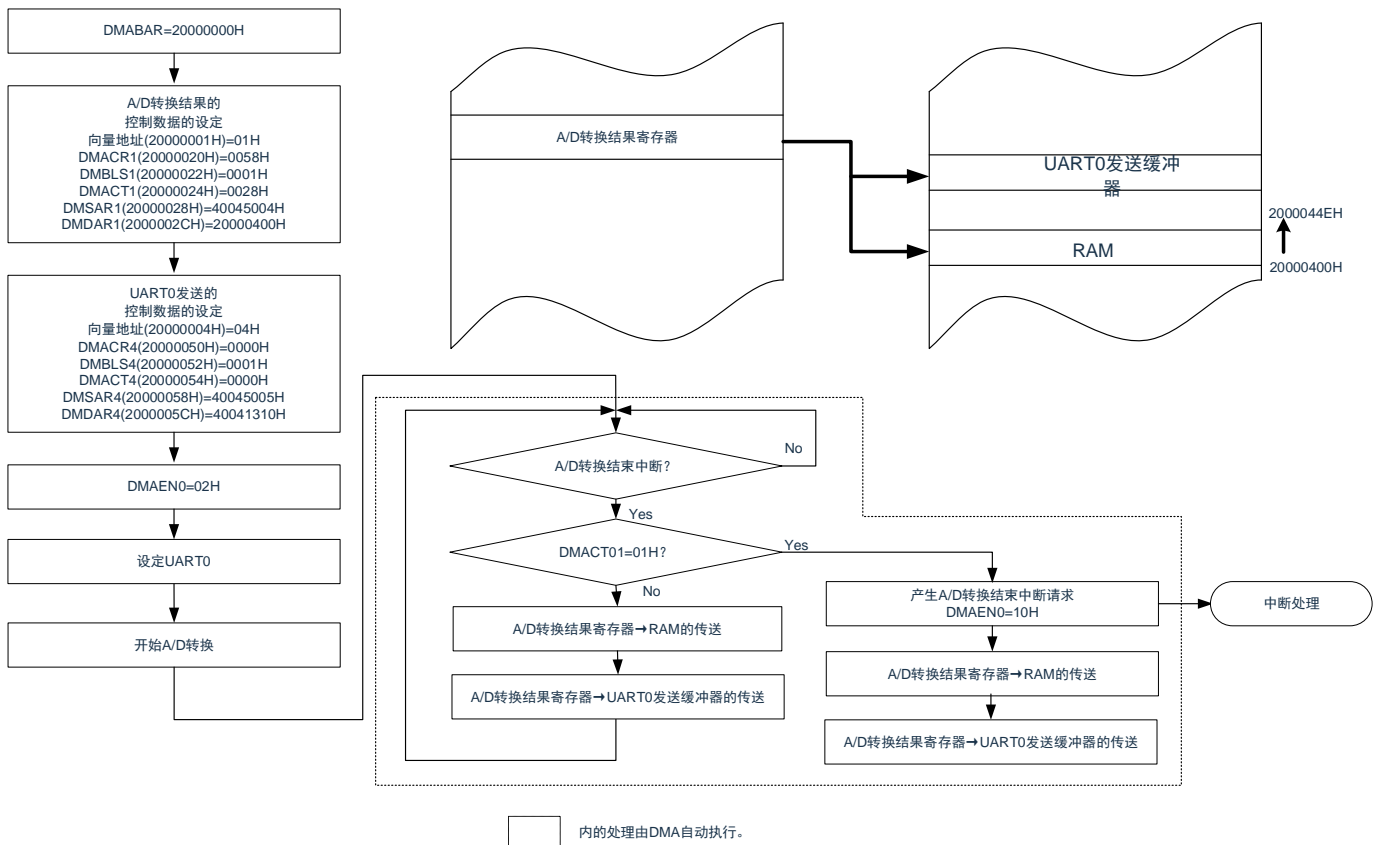 DMABAR=20000000H
A/D转换结果的
控制数据的设定
向量地址(20000001H)=01H
DMACR1(20000020H)=0058H
DMBLS1(20000022H)=0001H
DMACT1(20000024H)=0028H
DMSAR1(20000028H)=40045004H
DMDAR1(2000002CH)=20000400H
UART0发送的
控制数据的设定
向量地址(20000004H)=04H
DMACR4(20000050H)=0000H
DMBLS4(20000052H)=0001H
DMACT4(20000054H)=0000H
DMSAR4(20000058H)=40045005H
DMDAR4(2000005CH)=40041310H
DMAEN0=02H
设定UART0
开始A/D转换
A/D转换结果寄存器
UART0发送缓冲
器
2000044EH
RAM
20000400H
A/D转换结束中断?
No
Yes
DMACT01=01H?
Yes
No
A/D转换结果寄存器→RAM的传送
A/D转换结果寄存器→UART0发送缓冲器的传送
产生A/D转换结束中断请求
DMAEN0=10H
中断处理
A/D转换结果寄存器→RAM的传送
A/D转换结果寄存器→UART0发送缓冲器的传送
内的处理由DMA自动执行。